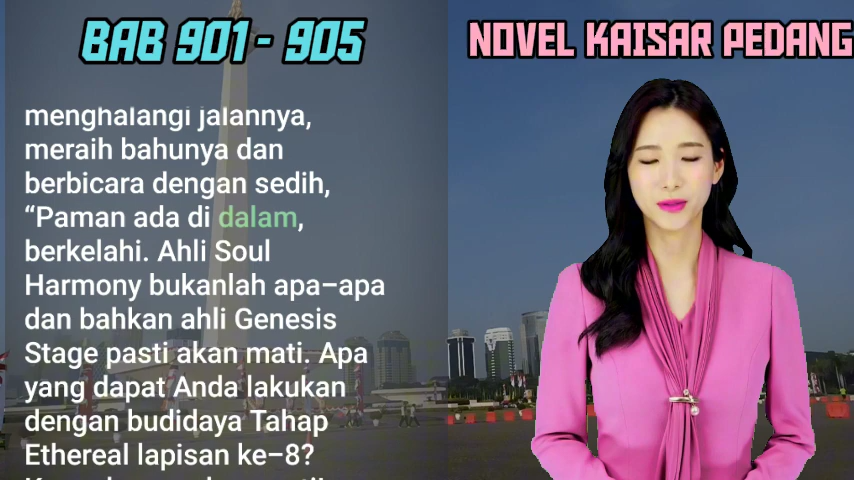 BAB 901 - 905
NOVEL KAISAR PEDANG
menghalangi jalannya,
meraih bahunya dan
berbicara dengan sedih,
“Paman ada di dalam,
berkelahi. Ahli Soul
Harmony bukanlah apa–apa
dan bahkan ahli Genesis
Stage pasti akan mati. Apa
yang dapat Anda lakukan
dengan budidaya Tahap
Ethereal lapisan ke–8?